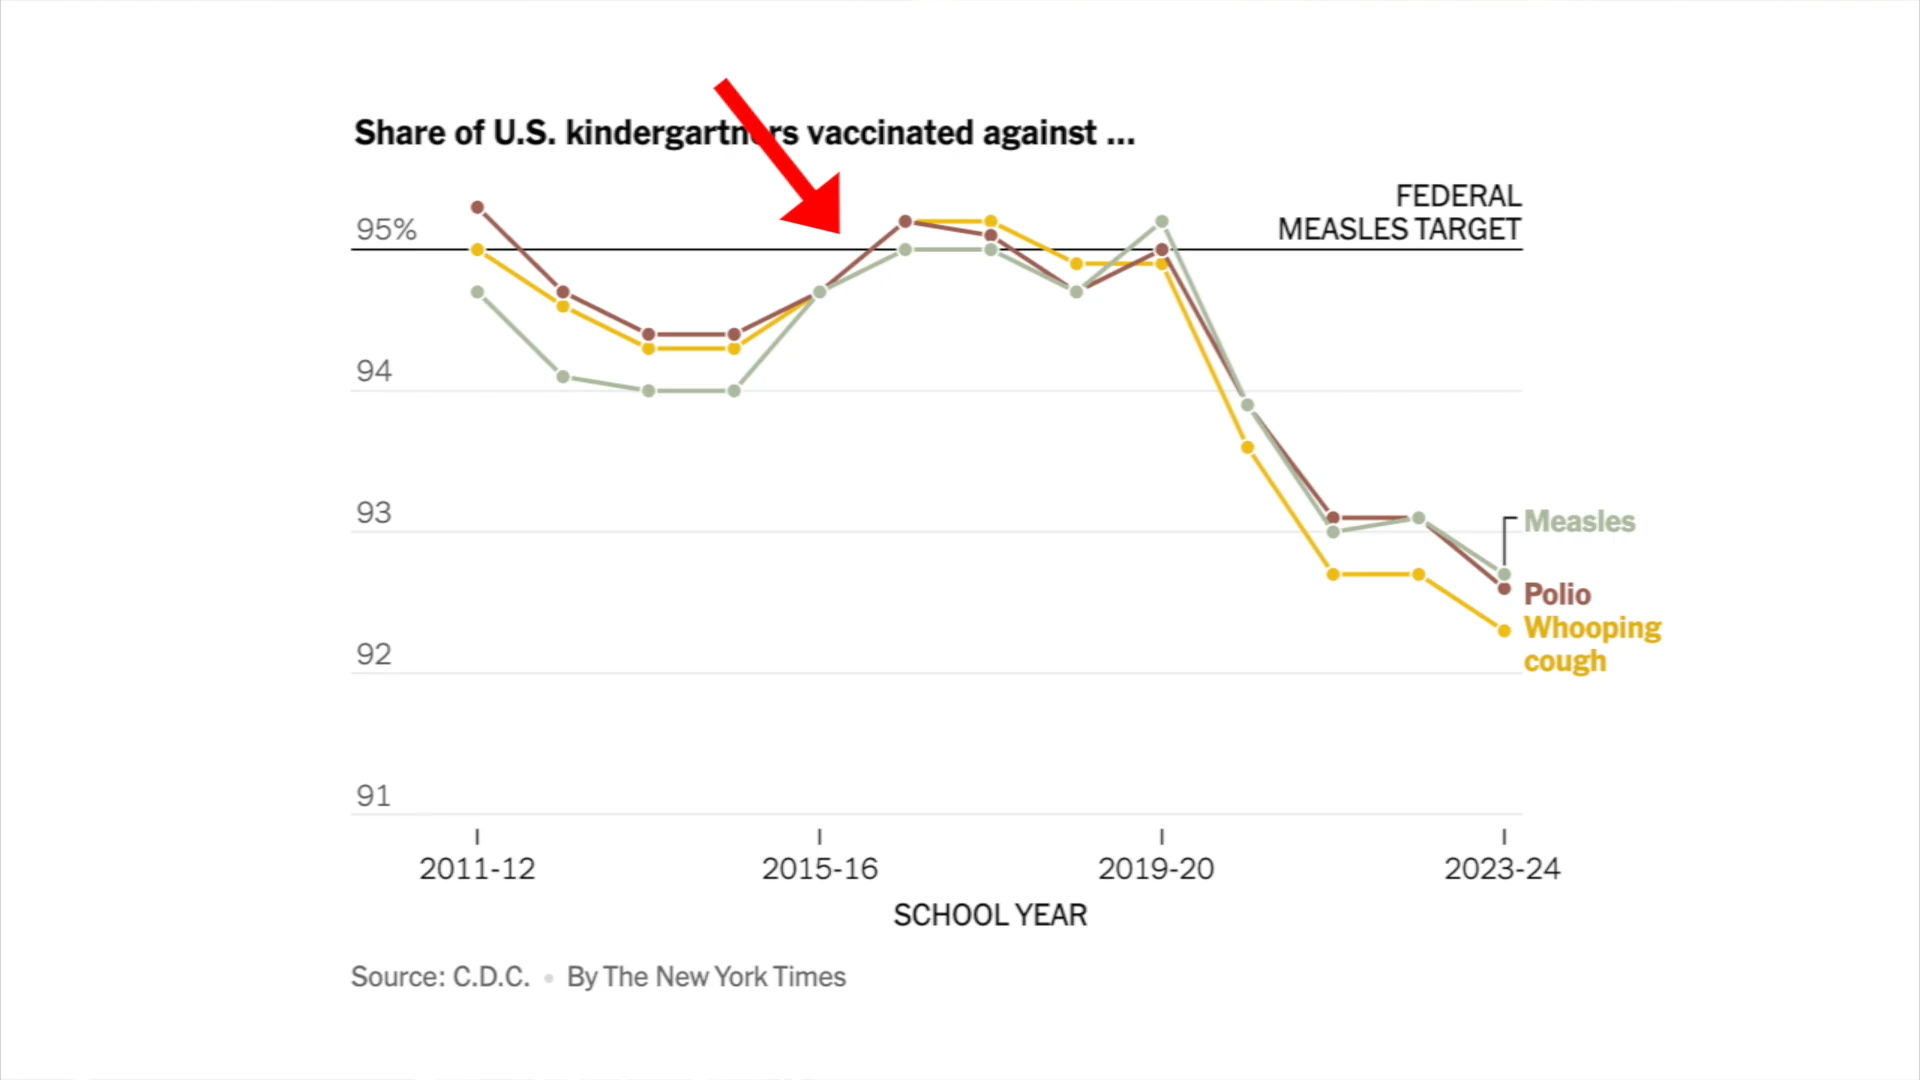 Share of U.S. kindergartners vaccinated against ...
FEDERAL
MEASLES TARGET
95%
94
93
92
91
Measles
Polio
Whooping
cough
2011-12
2015-16
2019-20
2023-24
SCHOOL YEAR
Source: C.D.C. • By The New York Times